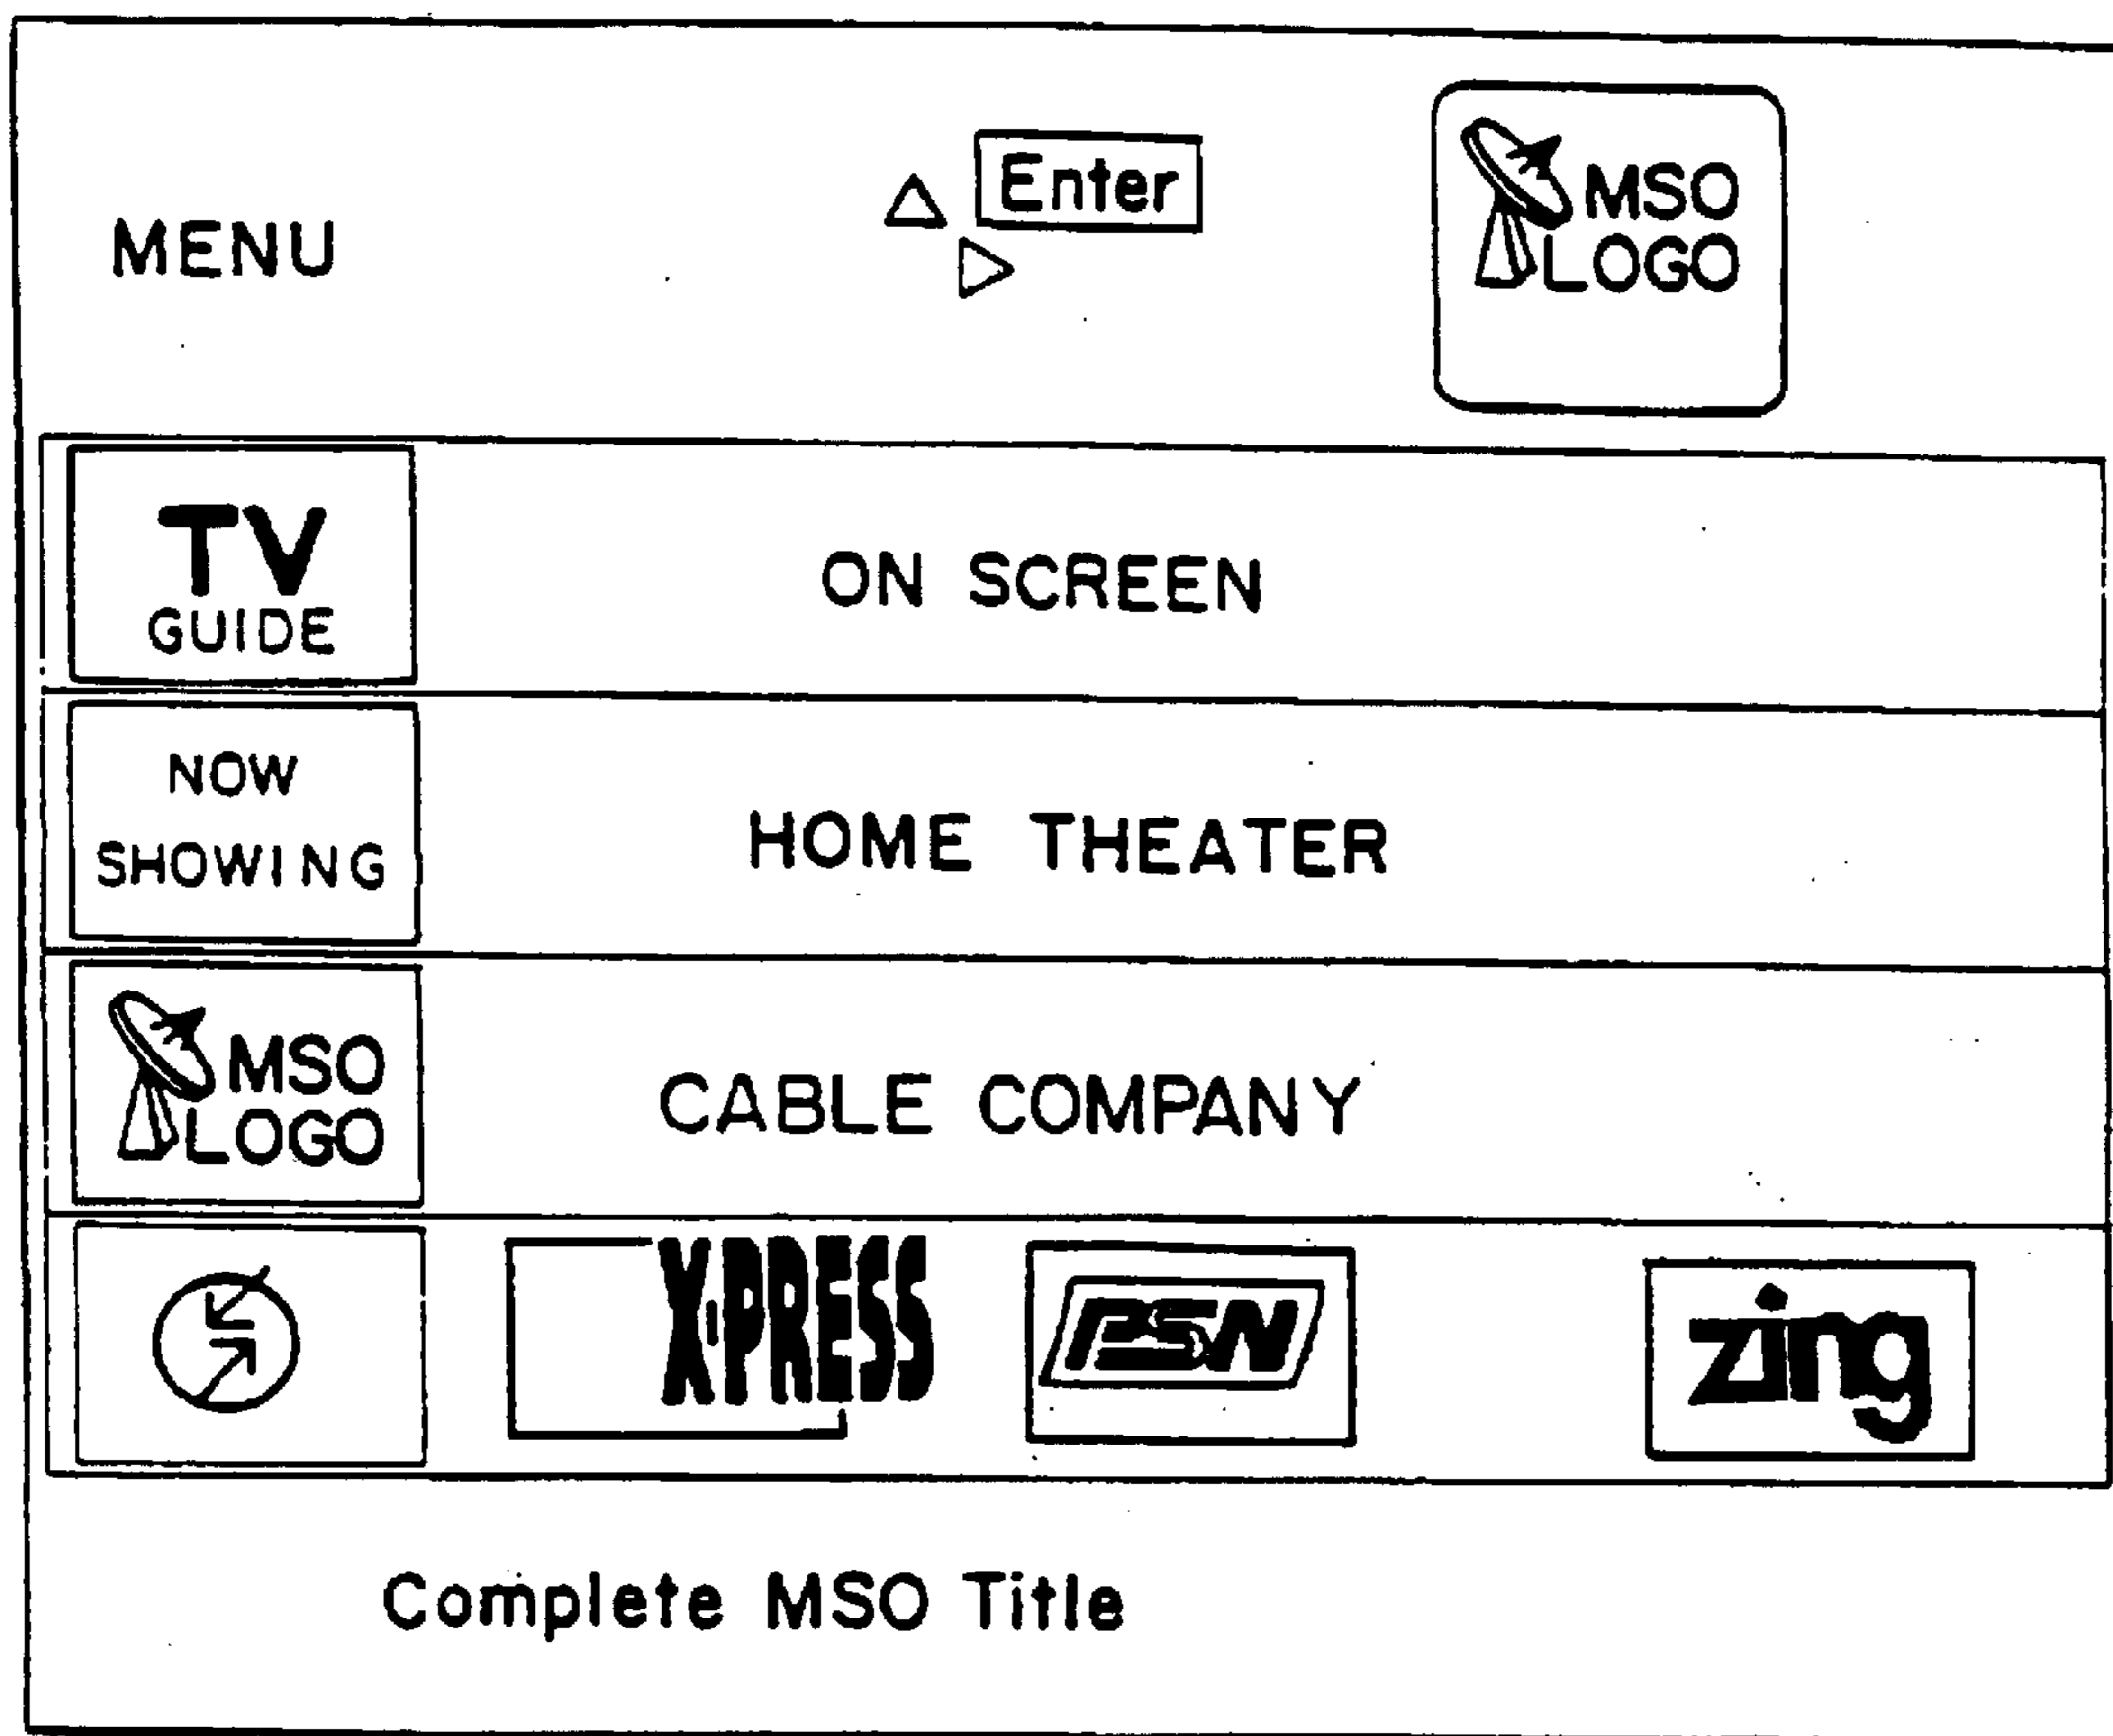 MENU
Enter
MSO
LOGO
TV
GUIDE
ON SCREEN
NOW
SHOWING
HOME THEATER
MSO
LOGO
CABLE COMPANY
X·PRESS
zing
Complete MSO Title